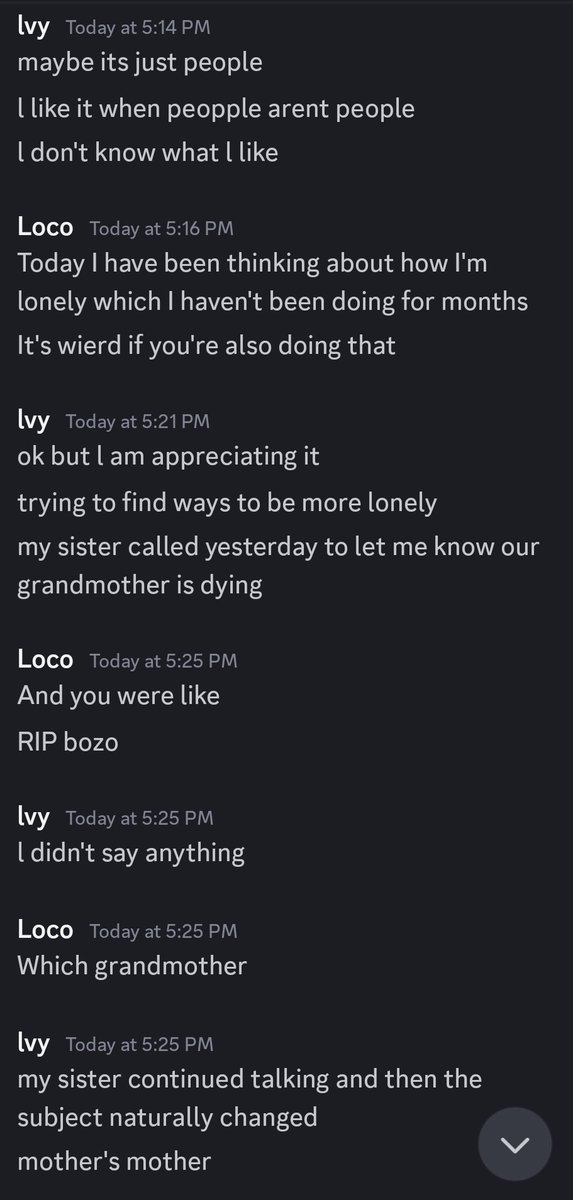 lvy Today at 5:14 PM
maybe its just people
l like it when peopple arent people
l don't know what l like
Loco Today at 5:16 PM
Today I have been thinking about how I'm
lonely which I haven't been doing for months
It's wierd if you're also doing that
lvy Today at 5:21 PM
ok but l am appreciating it
trying to find ways to be more lonely
my sister called yesterday to let me know our
grandmother is dying
Loco Today at 5:25 PM
And you were like
RIP bozo
lvy Today at 5:25 PM
l didn't say anything
Loco Today at 5:25 PM
Which grandmother
lvy Today at 5:25 PM
my sister continued talking and then the
subject naturally changed
mother's mother